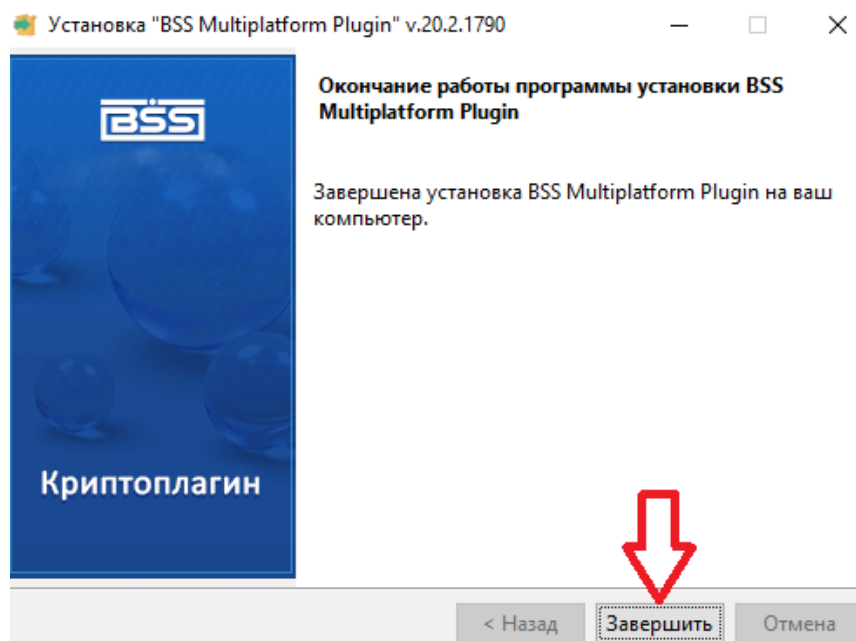 Установка "BSS Multiplatform Plugin" v.20.2.1790
BSS
Окончание работы программы установки BSS
Multiplatform Plugin
Завершена установка BSS Multiplatform Plugin на ваш
компьютер.
Криптоплагин
< Назад
Завершить
Отмена